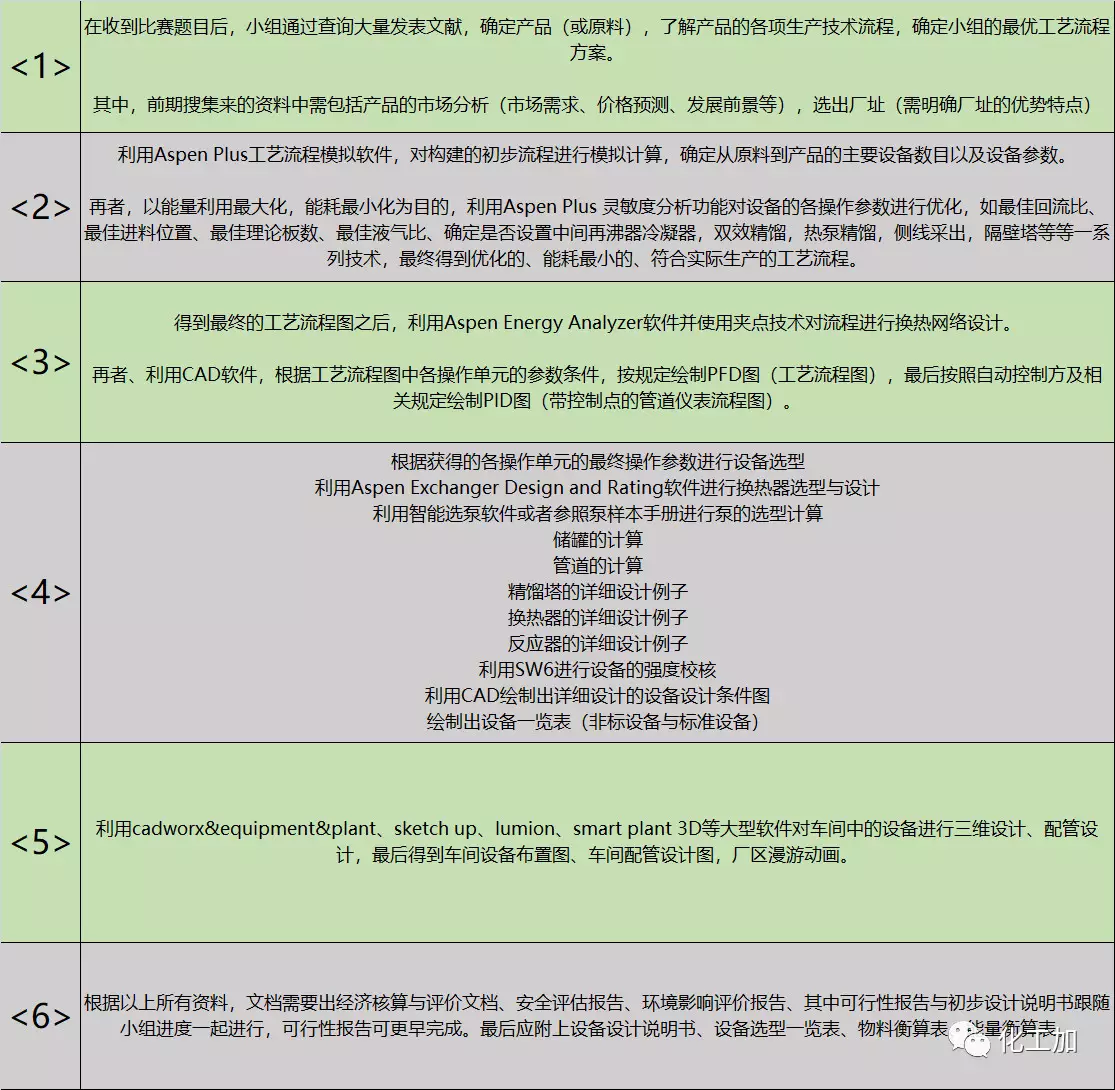 <1>
在收到比赛题目后，小组通过查询大量发表文献，确定产品（或原料），了解产品的各项生产技术流程，确定小组的最优工艺流程
方案。
其中，前期搜集来的资料中需包括产品的市场分析（市场需求、价格预测、发展前景等），选出厂址（需明确厂址的优势特点）
<2>
利用Aspen Plus工艺流程模拟软件，对构建的初步流程进行模拟计算，确定从原料到产品的主要设备数目以及设备参数。
再者，以能量利用最大化，能耗最小化为目的，利用Aspen Plus 灵敏度分析功能对设备的各操作参数进行优化，如最佳回流比、
最佳进料位置、最佳理论板数、最佳液气比、确定是否设置中间再沸器冷凝器，双效精馏，热泵精馏，侧线采出，隔壁塔等等一系
列技术，最终得到优化的、能耗最小的、符合实际生产的工艺流程。
<3>
得到最终的工艺流程图之后，利用Aspen Energy Analyzer软件并使用夹点技术对流程进行换热网络设计。
再者、利用CAD软件，根据工艺流程图中各操作单元的参数条件，按规定绘制PFD图（工艺流程图），最后按照自动控制方及相
关规定绘制PID图（带控制点的管道仪表流程图）。
<4>
根据获得的各操作单元的最终操作参数进行设备选型
利用Aspen Exchanger Design and Rating软件进行换热器选型与设计
利用智能选泵软件或者参照泵样本手册进行泵的选型计算
储罐的计算
管道的计算
精馏塔的详细设计例子
换热器的详细设计例子
反应器的详细设计例子
利用SW6进行设备的强度校核
利用CAD绘制出详细设计的设备设计条件图
绘制出设备一览表（非标设备与标准设备）
<5>
利用cadworx&equipment&plant、sketch up、lumion、smart plant 3D等大型软件对车间中的设备进行三维设计、配管设
计，最后得到车间设备布置图、车间配管设计图，厂区漫游动画。
<6>
根据以上所有资料，文档需要出经济核算与评价文档、安全评估报告、环境影响评价报告、其中可行性报告与初步设计说明书跟随
小组进度一起进行，可行性报告可更早完成。最后应附上设备设计说明书、设备选型一览表、物料衡算表、能量衡算表。
化工加